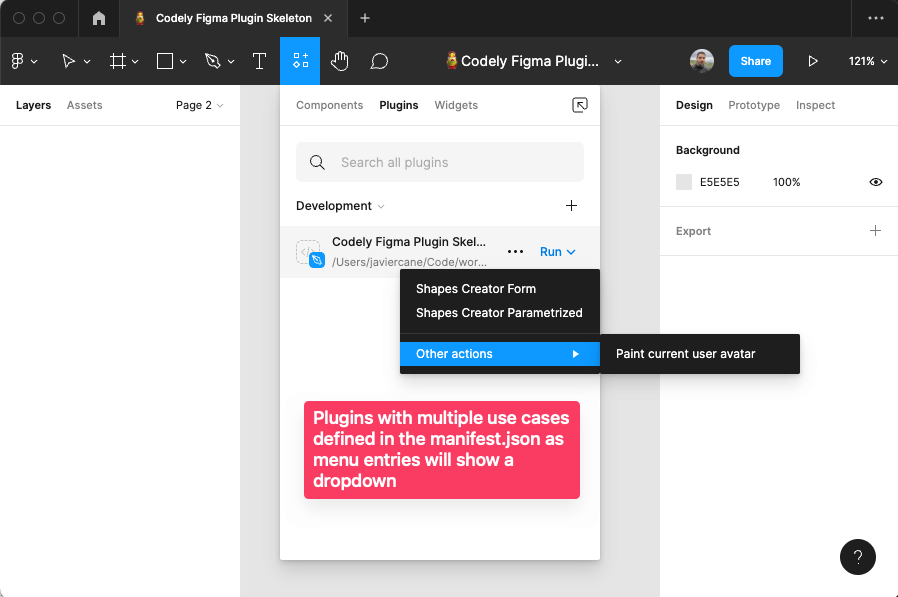 Codely Figma Plugin Skeleton
Codely Figma Plugi...
Share
121%
Layers
Assets
Page 2
Components
Plugins
Widgets
Design
Prototype
Inspect
Search all plugins
Background
E5E5E5
100%
Development
Export
Codely Figma Plugin Skel...
/Users/javiercane/Code/wor...
Run
Shapes Creator Form
Shapes Creator Parametrized
Other actions
Paint current user avatar
Plugins with multiple use cases
defined in the manifest.json as
menu entries will show a
dropdown
?